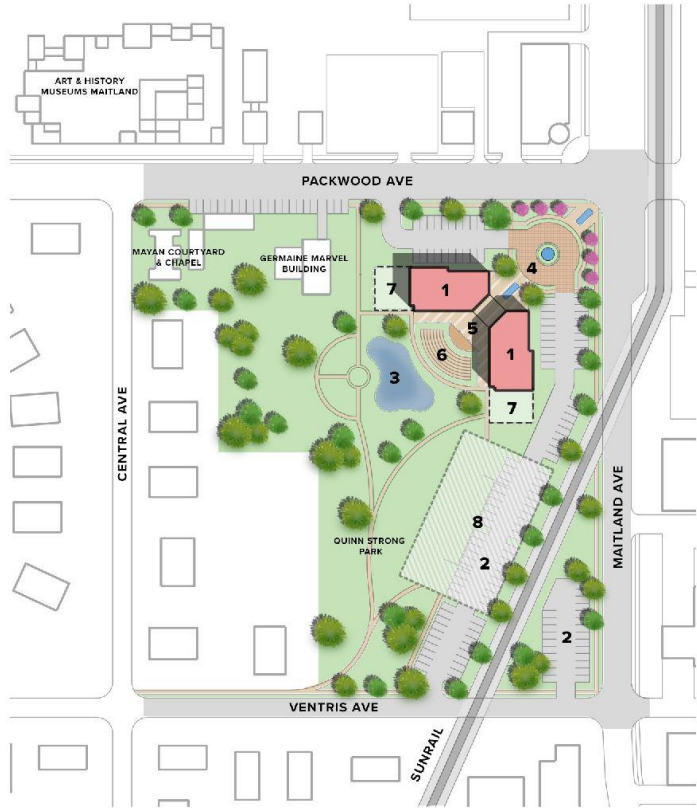 ART & HISTORY
MUSEUMS MAITLAND
PACKWOOD AVE
MAYAN COURTYARD
& CHAPEL
GERMAINE MARVEL
BUILDING
4
7
1
5
6
1
3
7
CENTRAL AVE
MAITLAND AVE
8
QUINN STRONG
PARK
2
2
VENTRIS AVE
SUNRAIL